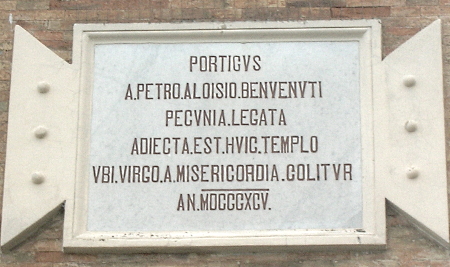 PORTICVS
A.PETRO.ALOISIO.BENVENVTI
PECVNIA.LEGATA
ADIECTA.EST.HVIC.TEMPLO
VBI.VIRGO.A.MISERICORDIA.COLITVR
AN.MDCCCXCV.